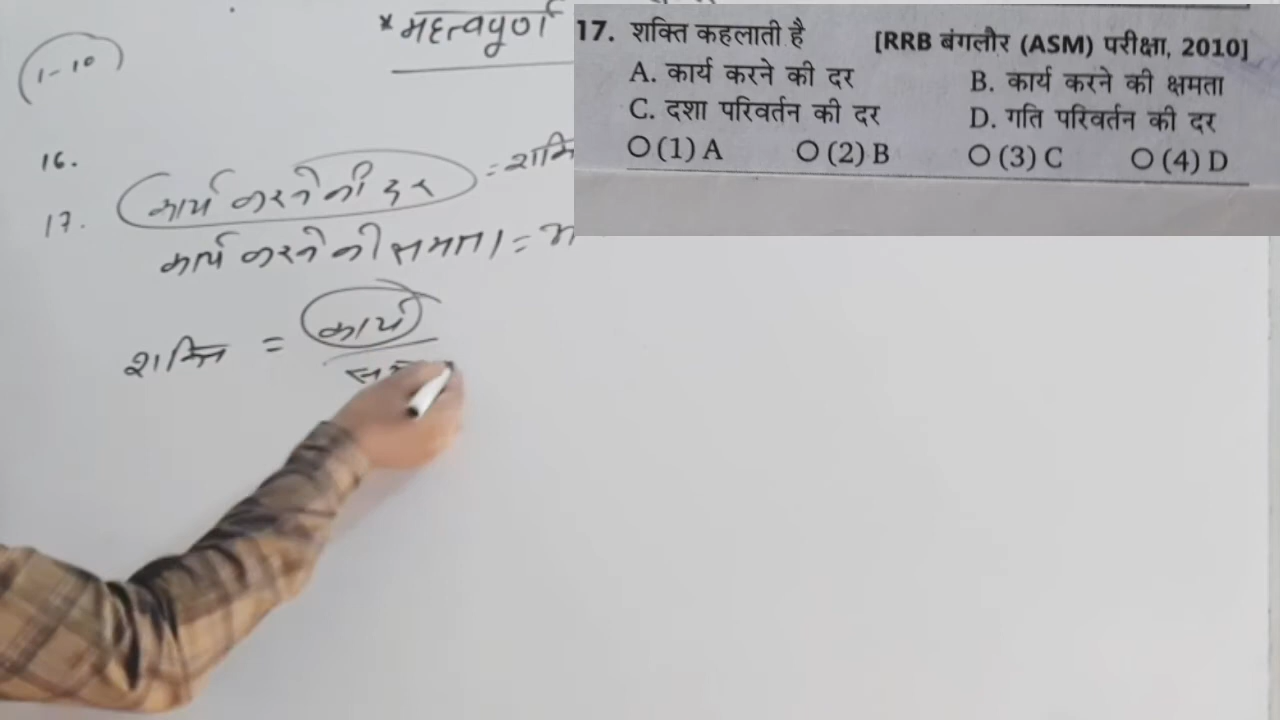 * महत्वपूर्ण
1-10
16.
17. कार्य करने की दर = शक्ति
कार्य करने की क्षमता =
शक्ति = कार्य
17. शक्ति कहलाती है [RRB बंगलौर (ASM) परीक्षा, 2010]
A. कार्य करने की दर B. कार्य करने की क्षमता
C. दशा परिवर्तन की दर D. गति परिवर्तन की दर
O (1) A O (2) B O (3) C O (4) D